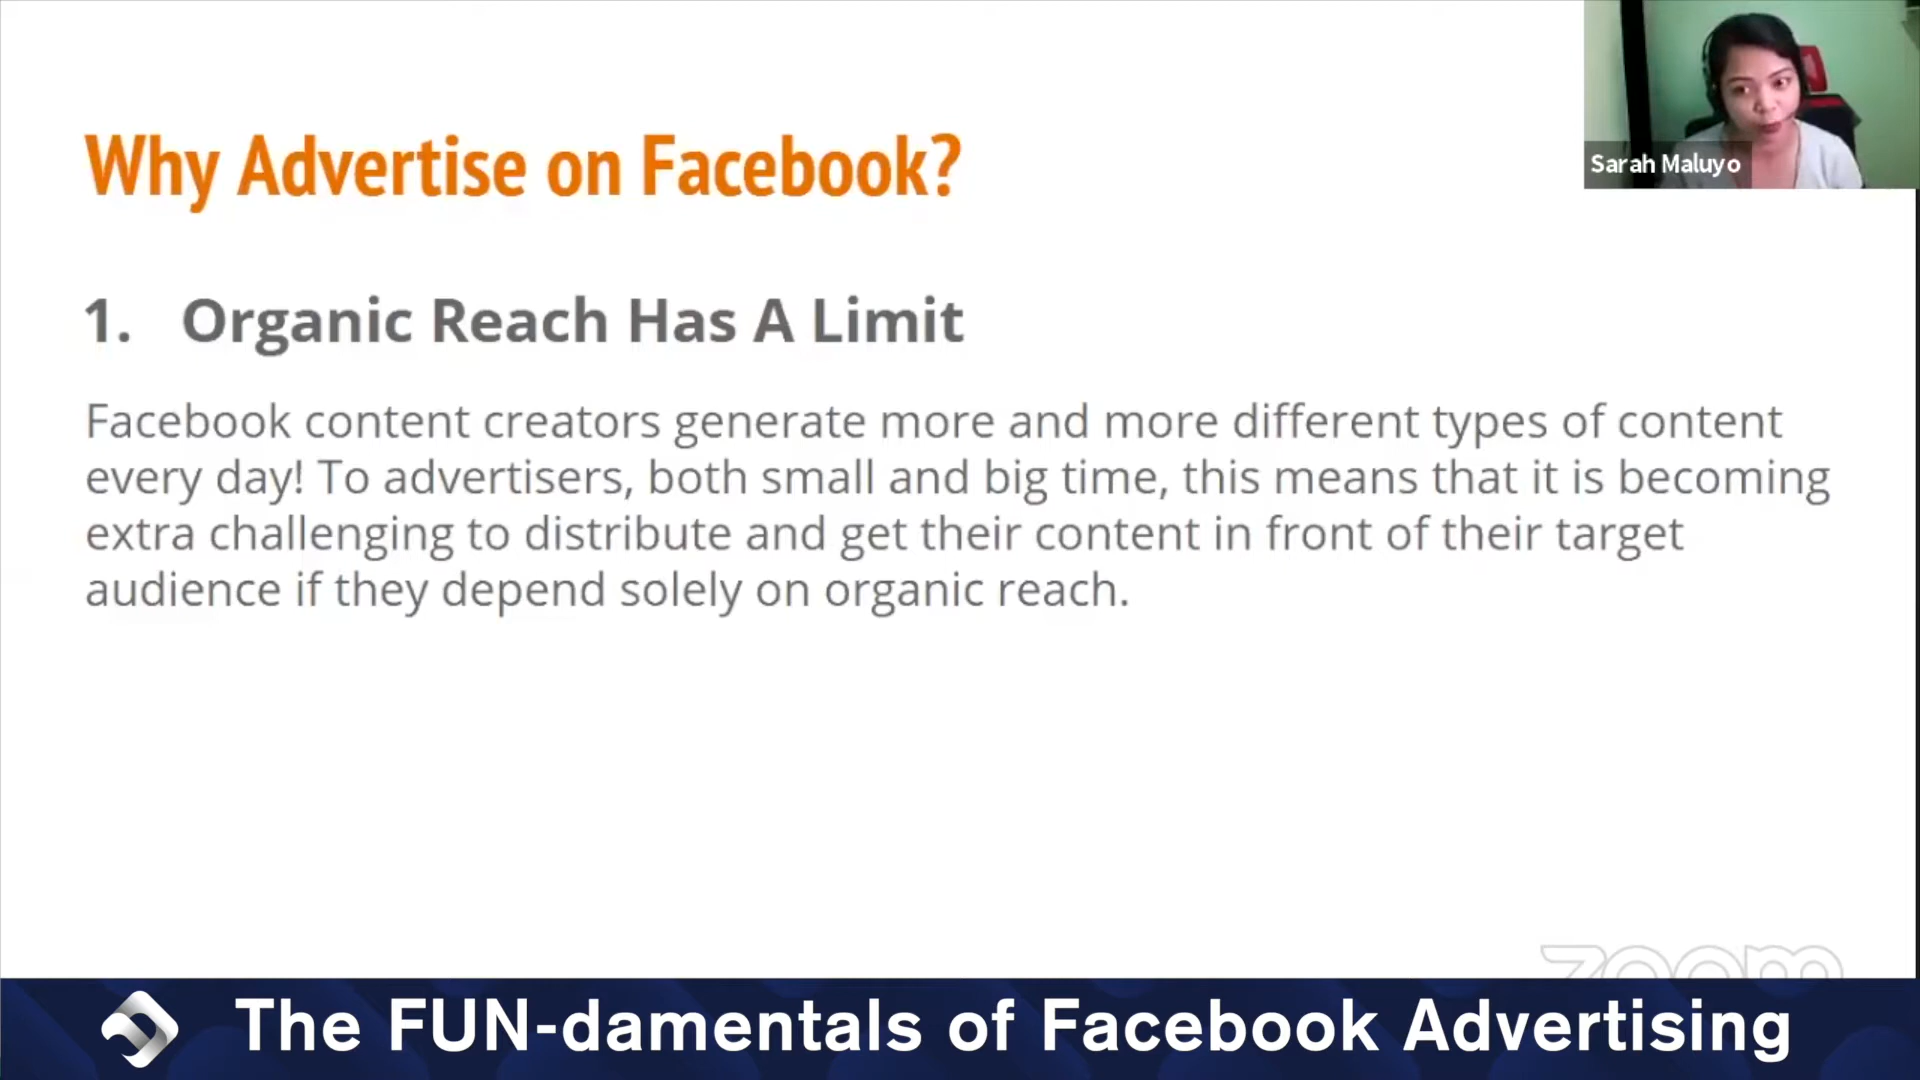 Why Advertise on Facebook?
Sarah Maluyo
1. Organic Reach Has A Limit
Facebook content creators generate more and more different types of content
every day! To advertisers, both small and big time, this means that it is becoming
extra challenging to distribute and get their content in front of their target
audience if they depend solely on organic reach.
zoom
The FUN-damentals of Facebook Advertising